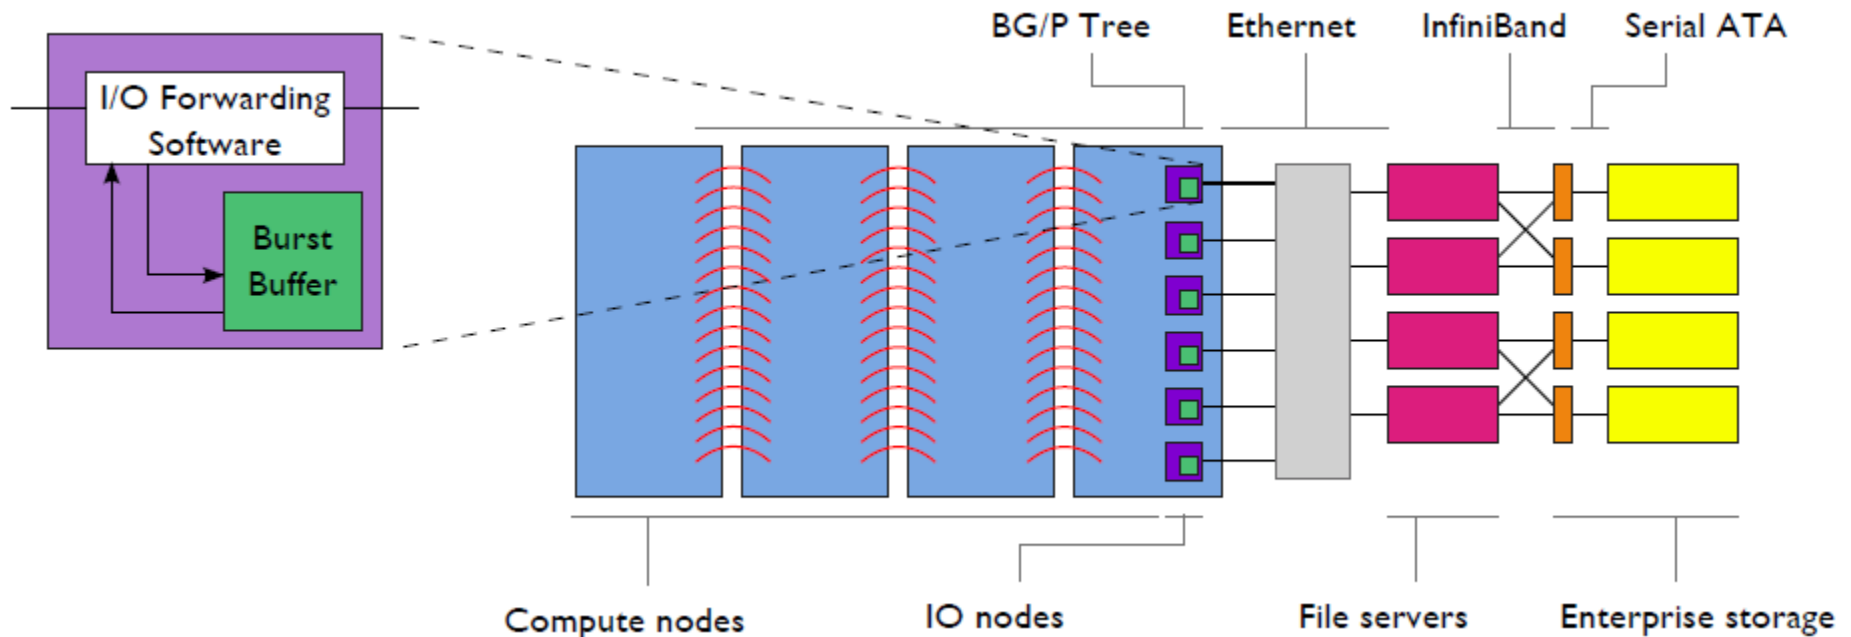 BG/P Tree
Ethernet
InfiniBand
Serial ATA
I/O Forwarding
Software
Burst
Buffer
Compute nodes
IO nodes
File servers
Enterprise storage